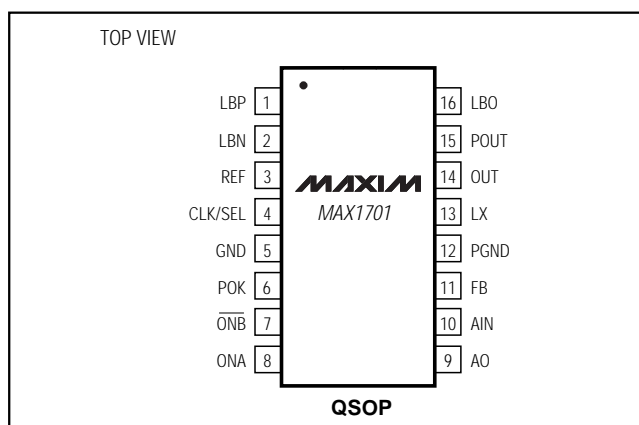 TOP VIEW
LBP 1
LBN 2
REF 3
CLK/SEL 4
GND 5
POK 6
O̅N̅B̅ 7
ONA 8
MAXIM
MAX1701
16 LBO
15 POUT
14 OUT
13 LX
12 PGND
11 FB
10 AIN
9 AO
QSOP